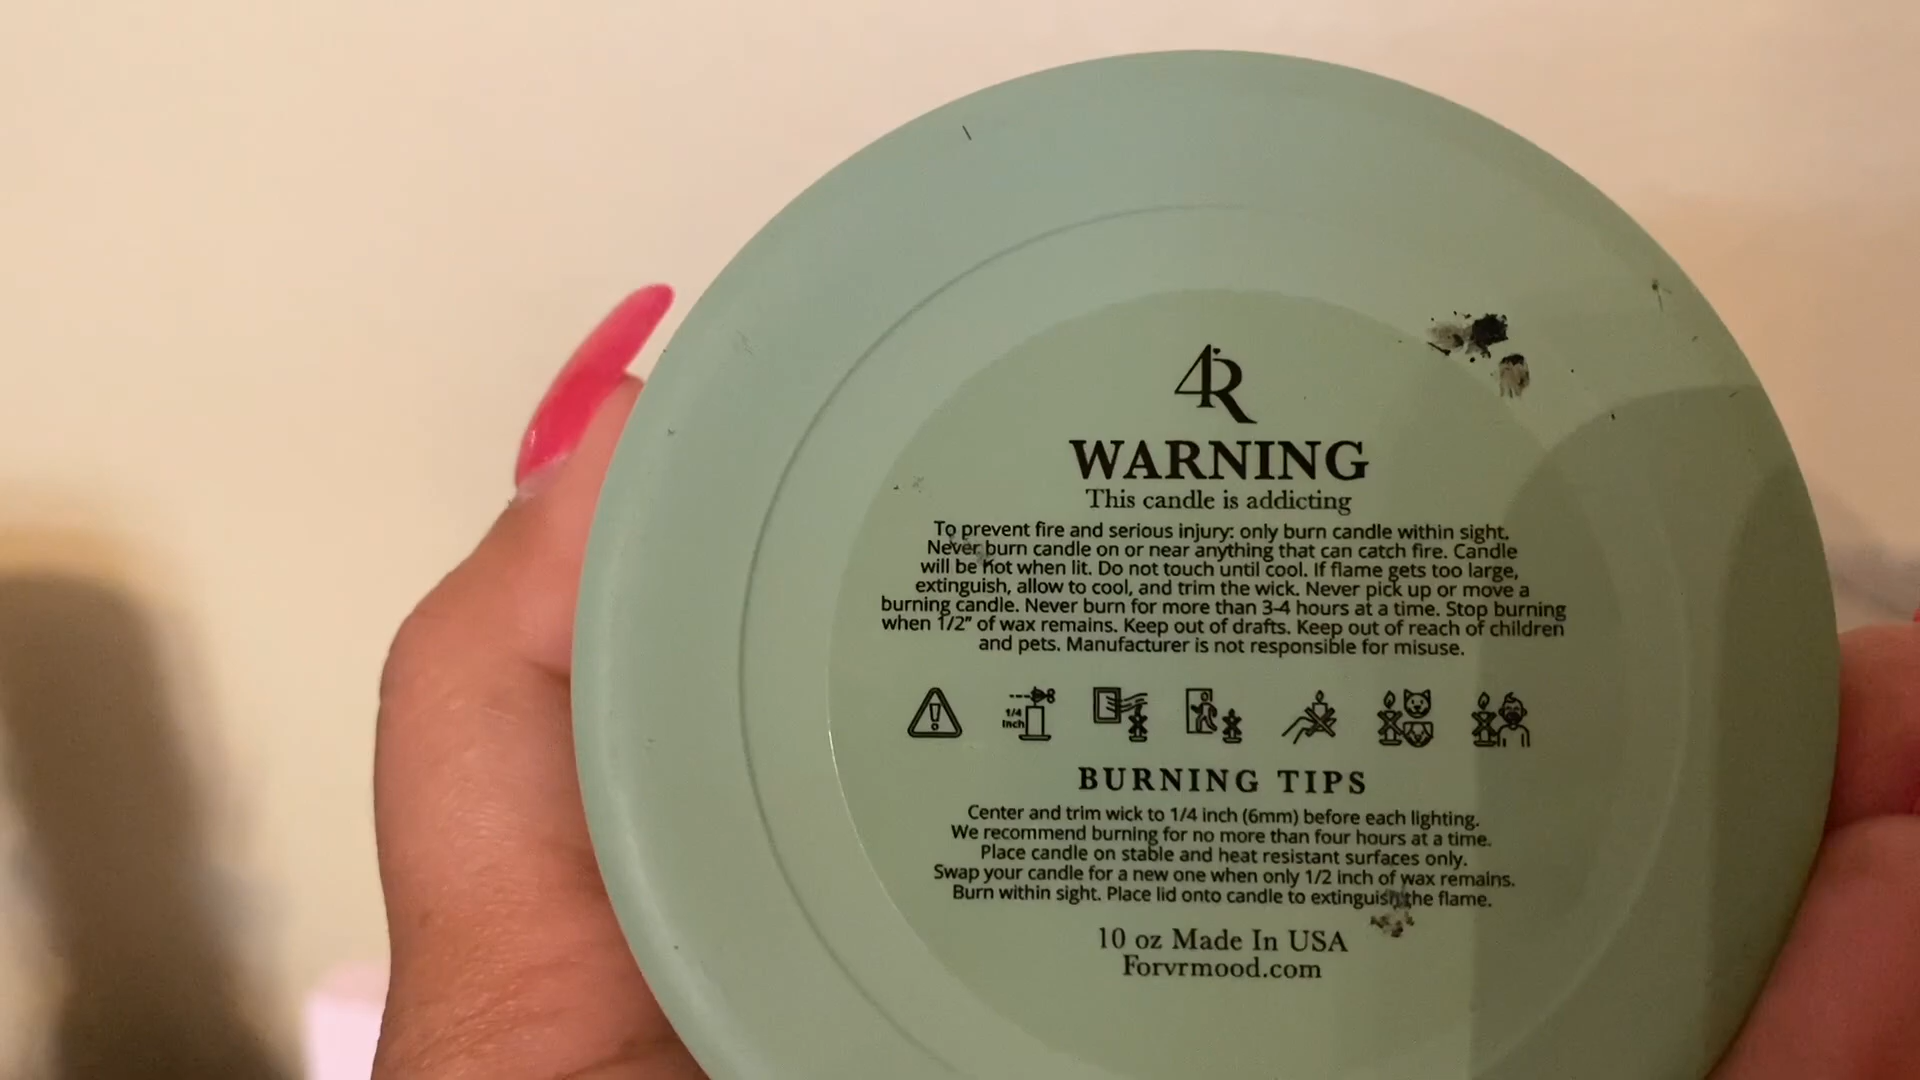 4R
WARNING
This candle is addicting
To prevent fire and serious injury: only burn candle within sight.
Never burn candle on or near anything that can catch fire. Candle
will be hot when lit. Do not touch until cool. If flame gets too large,
extinguish, allow to cool, and trim the wick. Never pick up or move a
burning candle. Never burn for more than 3-4 hours at a time. Stop burning
when 1/2” of wax remains. Keep out of drafts. Keep out of reach of children
and pets. Manufacturer is not responsible for misuse.
1/4
Inch
BURNING TIPS
Center and trim wick to 1/4 inch (6mm) before each lighting.
We recommend burning for no more than four hours at a time.
Place candle on stable and heat resistant surfaces only.
Swap your candle for a new one when only 1/2 inch of wax remains.
Burn within sight. Place lid onto candle to extinguish the flame.
10 oz Made In USA
Forvrmood.com